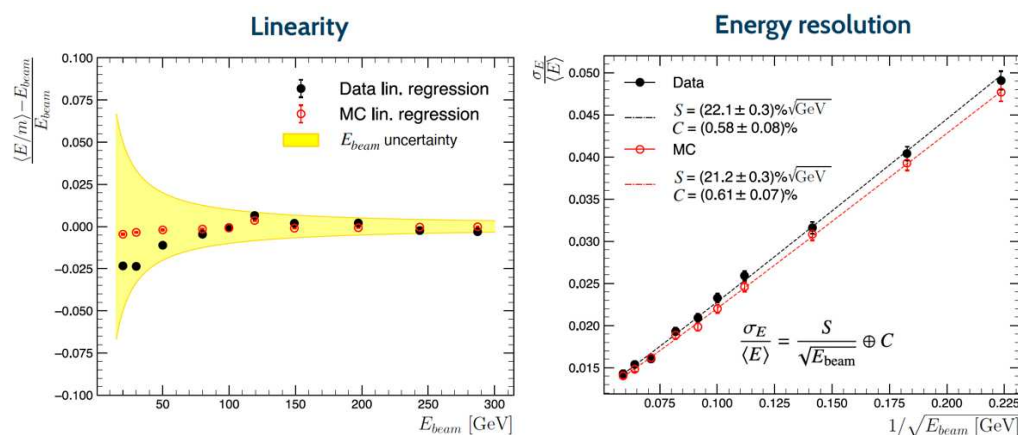 Linearity
⟨E/m⟩−E_beam
E_beam
0.100
0.075
0.050
0.025
0.000
−0.025
−0.050
−0.075
−0.100
Data lin. regression
MC lin. regression
E_beam uncertainty
50 100 150 200 250 300
E_beam [GeV]
Energy resolution
σ_E
⟨E⟩
0.050
0.045
0.040
0.035
0.030
0.025
0.020
0.015
Data
S = (22.1 ± 0.3)%√GeV
C = (0.58 ± 0.08)%
MC
S = (21.2 ± 0.3)%√GeV
C = (0.61 ± 0.07)%
σ_E/⟨E⟩ = S/√E_beam ⊕ C
0.075 0.100 0.125 0.150 0.175 0.200 0.225
1/√E_beam [GeV]